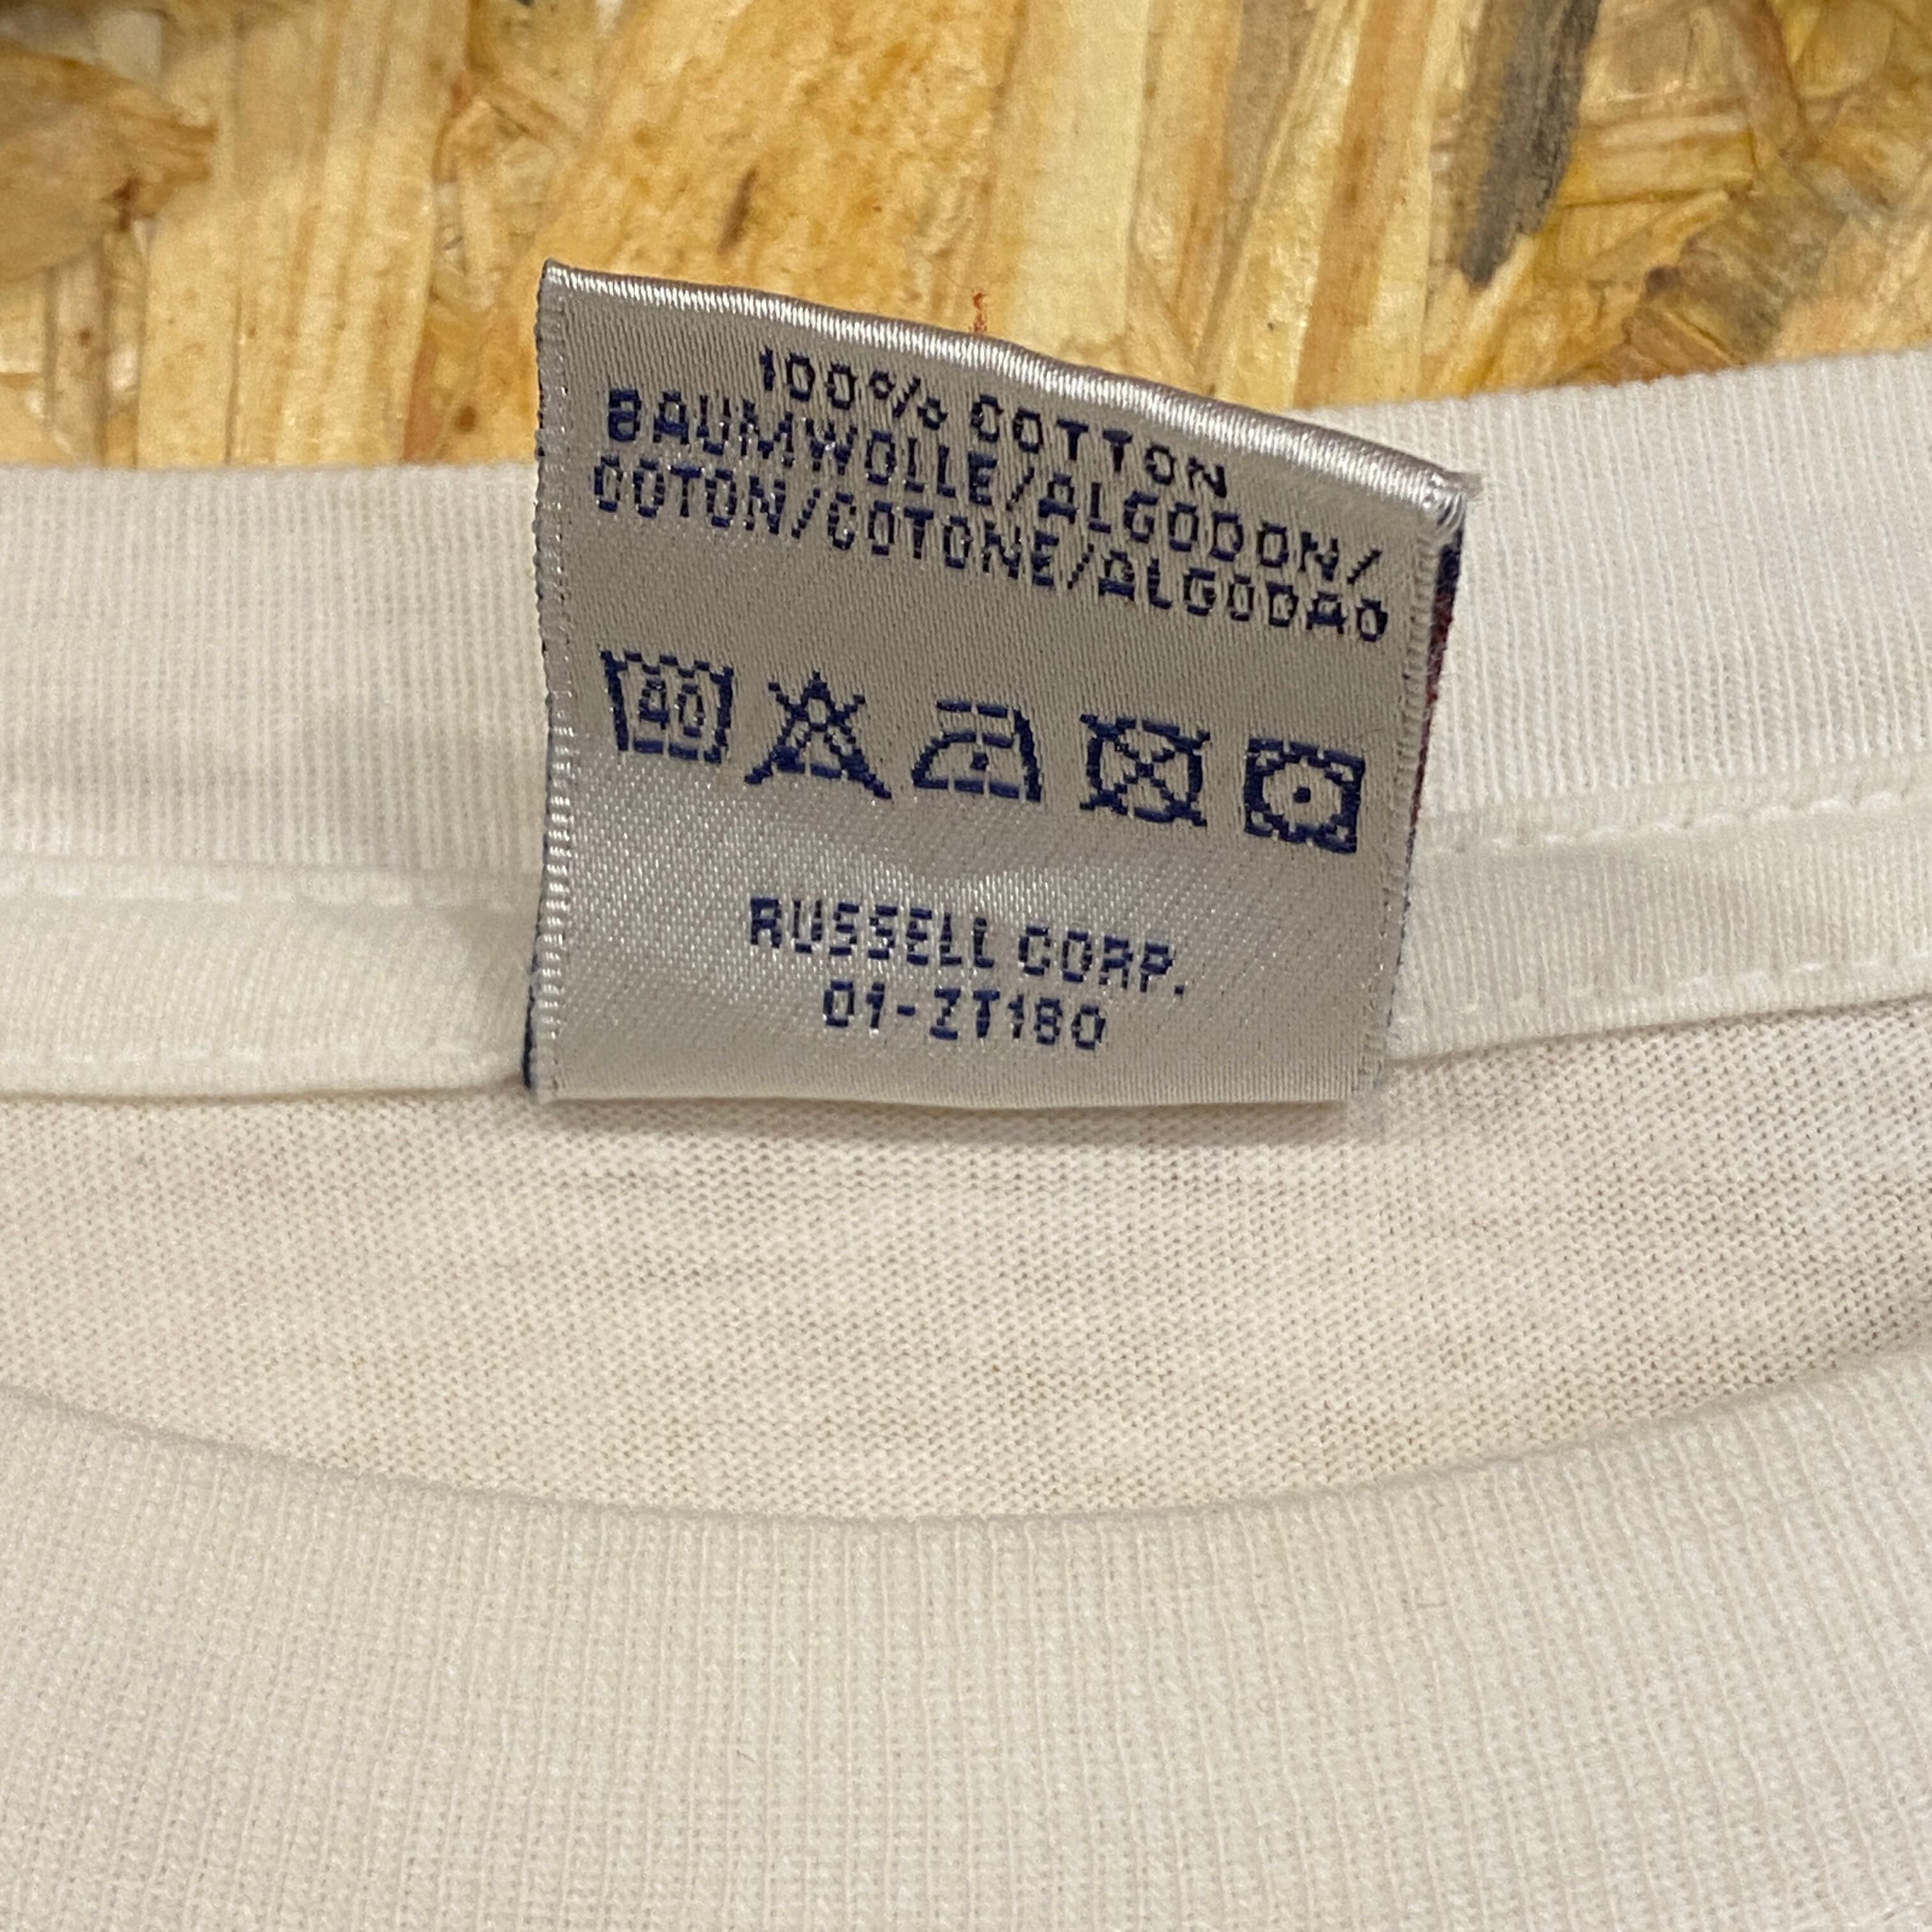 100% COTTON
BAUMWOLLE/ALGODON/
COTON/COTONE/ALGODAO
40
RUSSELL CORP.
01-ZT180